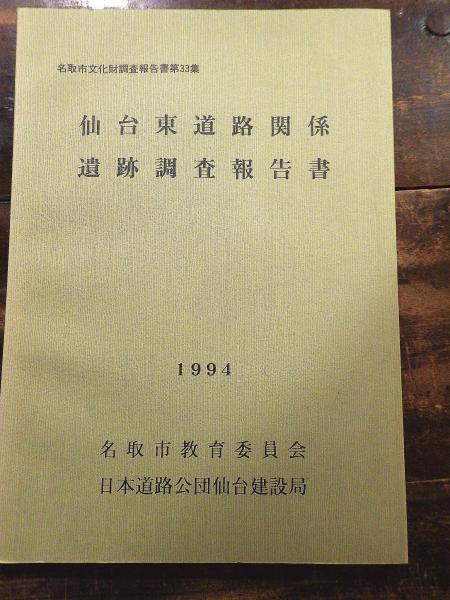 名取市文化財調査報告書第33集
仙台東道路関係
遺跡調査報告書
1994
名取市教育委員会
日本道路公団仙台建設局